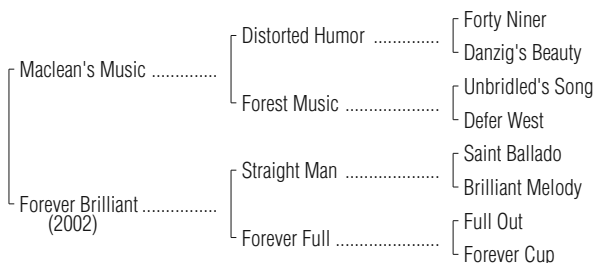 Maclean's Music ..............
Distorted Humor ..............
Forty Niner
Danzig's Beauty
Forest Music ....................
Unbridled's Song
Defer West
Forever Brilliant ................
(2002)
Straight Man ....................
Saint Ballado
Brilliant Melody
Forever Full ......................
Full Out
Forever Cup